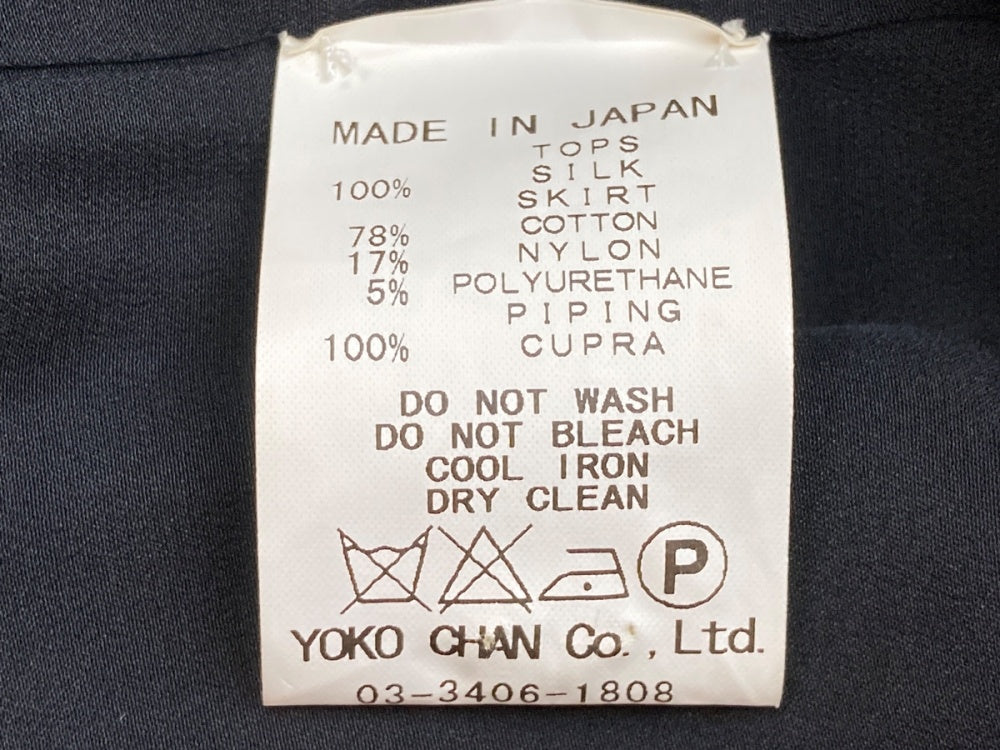 MADE IN JAPAN
TOPS
100% SILK
SKIRT
78% COTTON
17% NYLON
5% POLYURETHANE
PIPING
100% CUPRA
DO NOT WASH
DO NOT BLEACH
COOL IRON
DRY CLEAN
P
YOKO CHAN Co., Ltd.
03-3406-1808